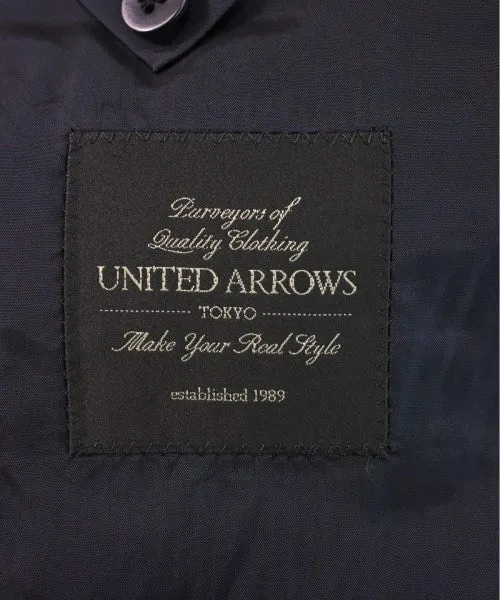 Purveyors of
Quality Clothing
UNITED ARROWS
TOKYO
Make Your Real Style
established 1989